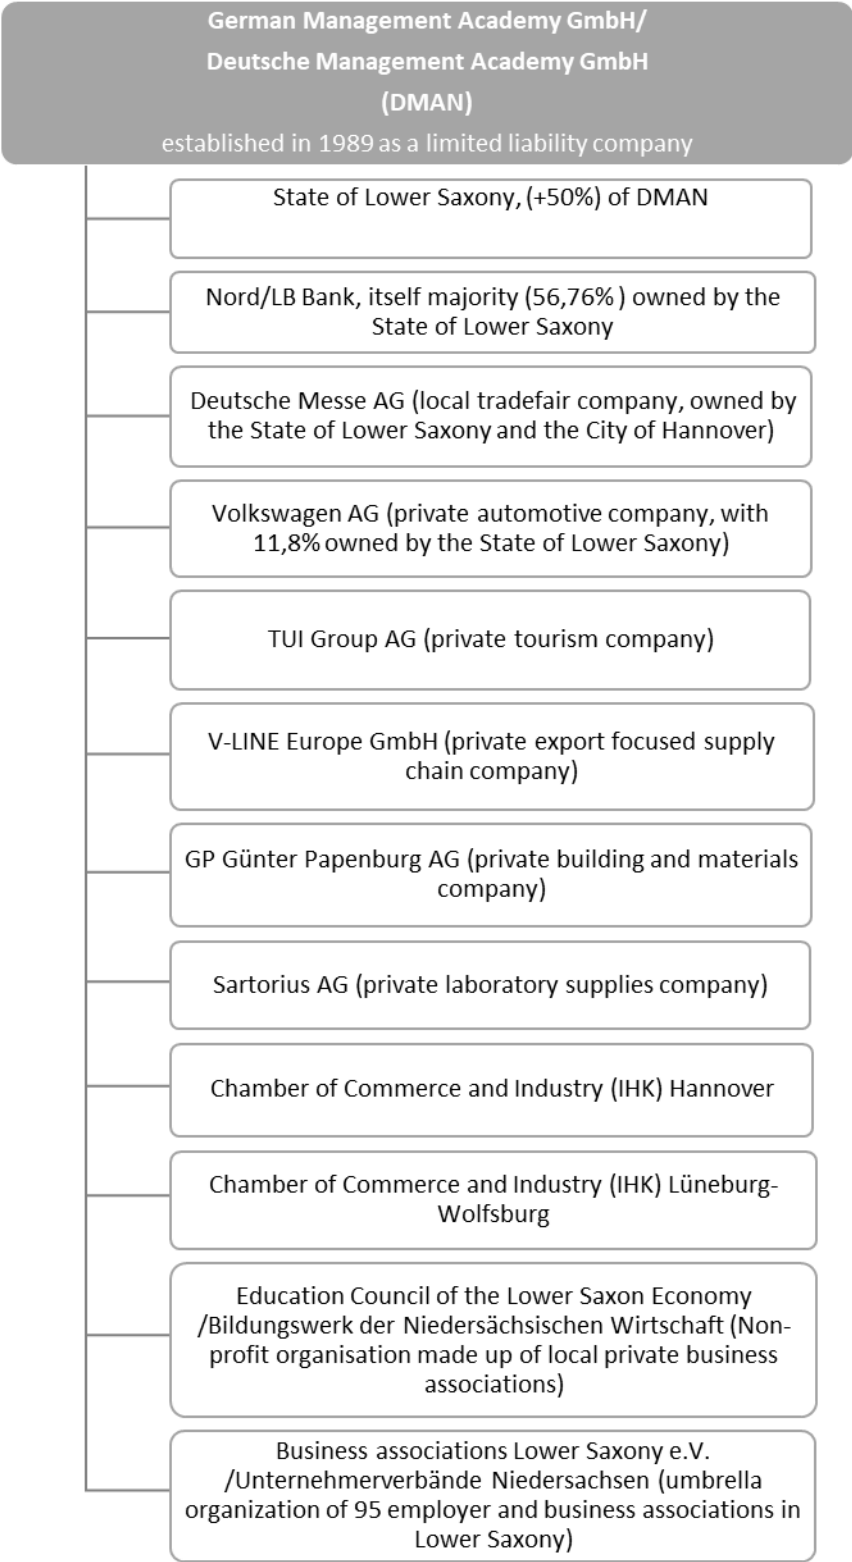 German Management Academy GmbH/
Deutsche Management Academy GmbH
(DMAN)
established in 1989 as a limited liability company
State of Lower Saxony, (+50%) of DMAN
Nord/LB Bank, itself majority (56,76% ) owned by the
State of Lower Saxony
Deutsche Messe AG (local tradefair company, owned by
the State of Lower Saxony and the City of Hannover)
Volkswagen AG (private automotive company, with
11,8% owned by the State of Lower Saxony)
TUI Group AG (private tourism company)
V-LINE Europe GmbH (private export focused supply
chain company)
GP Günter Papenburg AG (private building and materials
company)
Sartorius AG (private laboratory supplies company)
Chamber of Commerce and Industry (IHK) Hannover
Chamber of Commerce and Industry (IHK) Lüneburg-
Wolfsburg
Education Council of the Lower Saxon Economy
/Bildungswerk der Niedersächsischen Wirtschaft (Non-
profit organisation made up of local private business
associations)
Business associations Lower Saxony e.V.
/Unternehmerverbände Niedersachsen (umbrella
organization of 95 employer and business associations in
Lower Saxony)